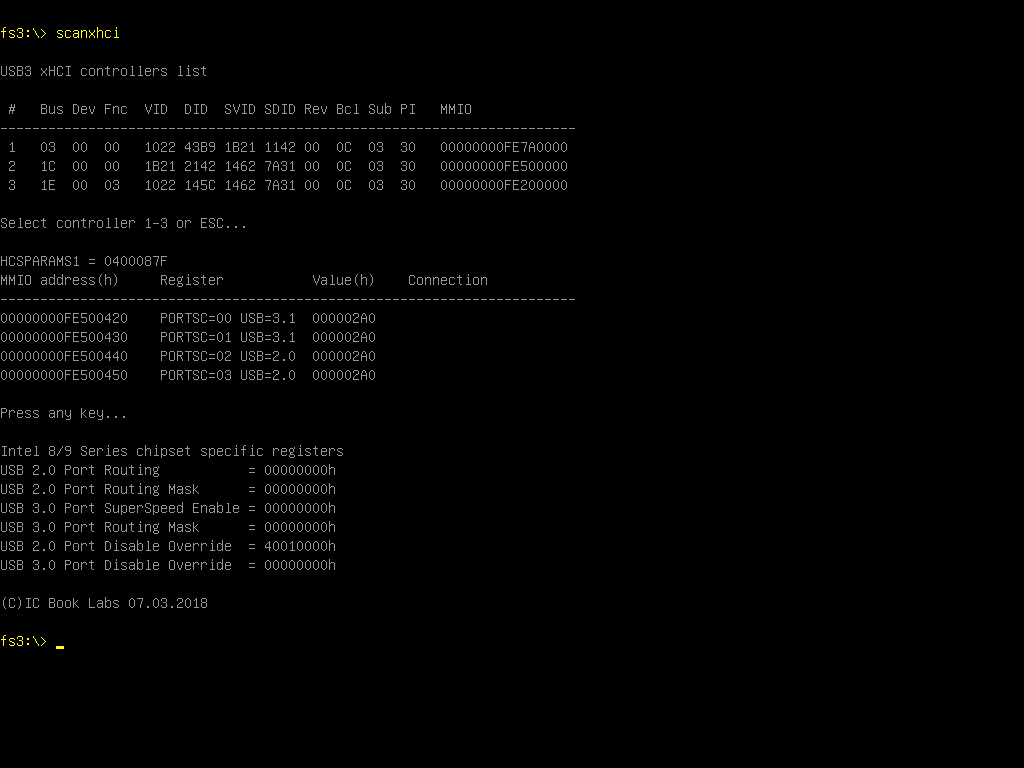 fs3:\> scanxhci
USB3 xHCI controllers list
#   Bus Dev Fnc  VID  DID  SVID SDID Rev Bcl Sub PI   MMIO
------------------------------------------------------------------------
1   03  00  00   1022 43B9 1B21 1142 00  0C  03  30   00000000FE7A0000
2   1C  00  00   1B21 2142 1462 7A31 00  0C  03  30   00000000FE500000
3   1E  00  03   1022 145C 1462 7A31 00  0C  03  30   00000000FE200000
Select controller 1-3 or ESC...
HCSPARAMS1 = 0400087F
MMIO address(h)     Register           Value(h)    Connection
------------------------------------------------------------------------
00000000FE500420    PORTSC=00 USB=3.1  000002A0
00000000FE500430    PORTSC=01 USB=3.1  000002A0
00000000FE500440    PORTSC=02 USB=2.0  000002A0
00000000FE500450    PORTSC=03 USB=2.0  000002A0
Press any key...
Intel 8/9 Series chipset specific registers
USB 2.0 Port Routing           = 00000000h
USB 2.0 Port Routing Mask      = 00000000h
USB 3.0 Port SuperSpeed Enable = 00000000h
USB 3.0 Port Routing Mask      = 00000000h
USB 2.0 Port Disable Override  = 40010000h
USB 3.0 Port Disable Override  = 00000000h
(C)IC Book Labs 07.03.2018
fs3:\> _